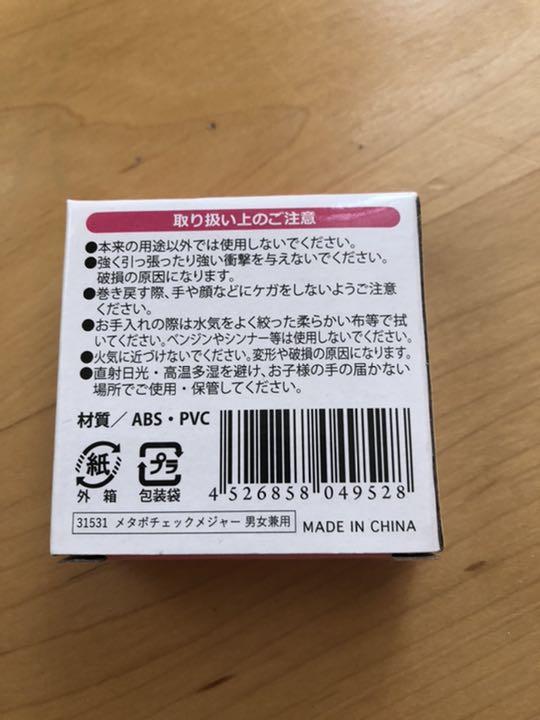 取り扱い上のご注意
●本来の用途以外では使用しないでください。
●強く引っ張ったり強い衝撃を与えないでください。
破損の原因になります。
●巻き戻す際、手や顔などにケガをしないようご注意
ください。
●お手入れの際は水気をよく絞った柔らかい布等で拭
いてください。ベンジンやシンナー等は使用しないでください。
●火気に近づけないでください。変形や破損の原因になります。
●直射日光・高温多湿を避け、お子様の手の届かない
場所でご使用・保管してください。
材質／ABS・PVC
紙
外箱
プラ
包装袋
4 526858 049528
31531 メタボチェックメジャー 男女兼用
MADE IN CHINA